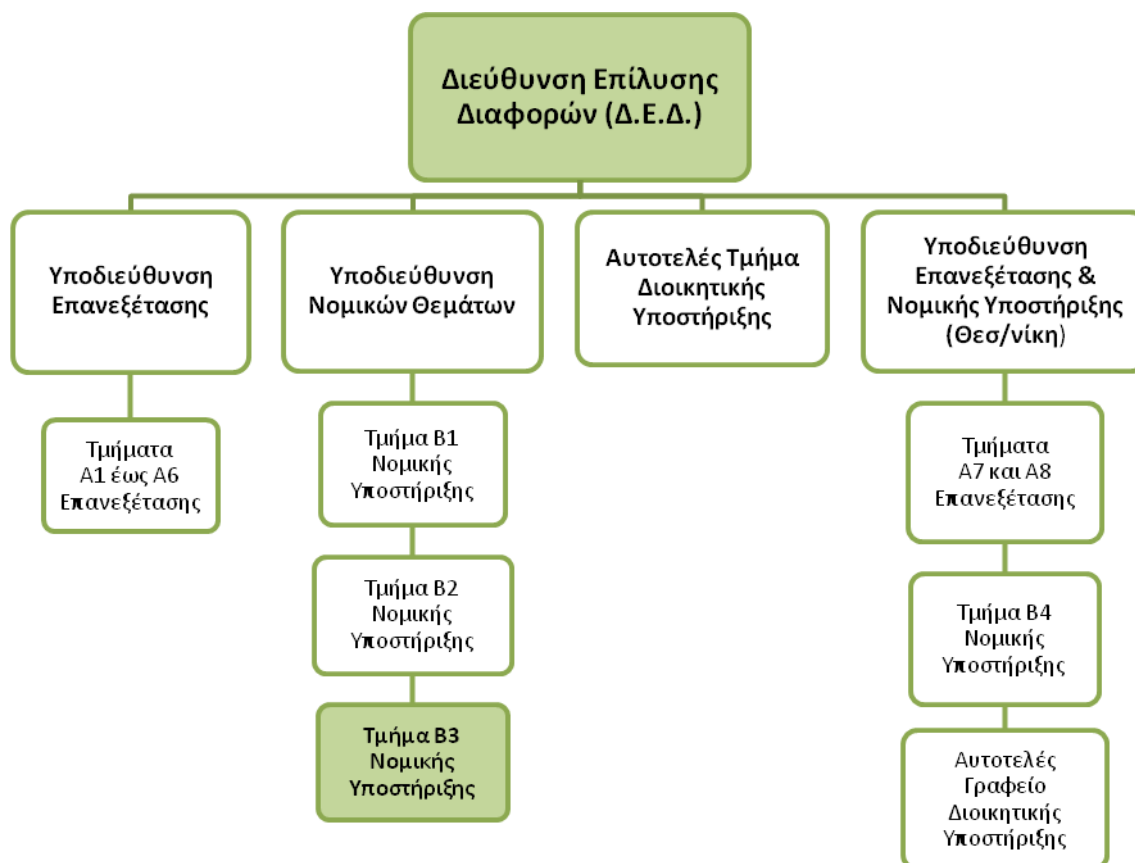 Διεύθυνση Επίλυσης
Διαφορών (Δ.Ε.Δ.)
Υποδιεύθυνση
Επανεξέτασης
Υποδιεύθυνση
Νομικών Θεμάτων
Αυτοτελές Τμήμα
Διοικητικής
Υποστήριξης
Υποδιεύθυνση
Επανεξέτασης &
Νομικής Υποστήριξης
(Θεσ/νίκη)
Τμήματα
Α1 έως Α6
Επανεξέτασης
Τμήμα Β1
Νομικής
Υποστήριξης
Τμήμα Β2
Νομικής
Υποστήριξης
Τμήμα Β3
Νομικής
Υποστήριξης
Τμήματα
Α7 και Α8
Επανεξέτασης
Τμήμα Β4
Νομικής
Υποστήριξης
Αυτοτελές
Γραφείο
Διοικητικής
Υποστήριξης